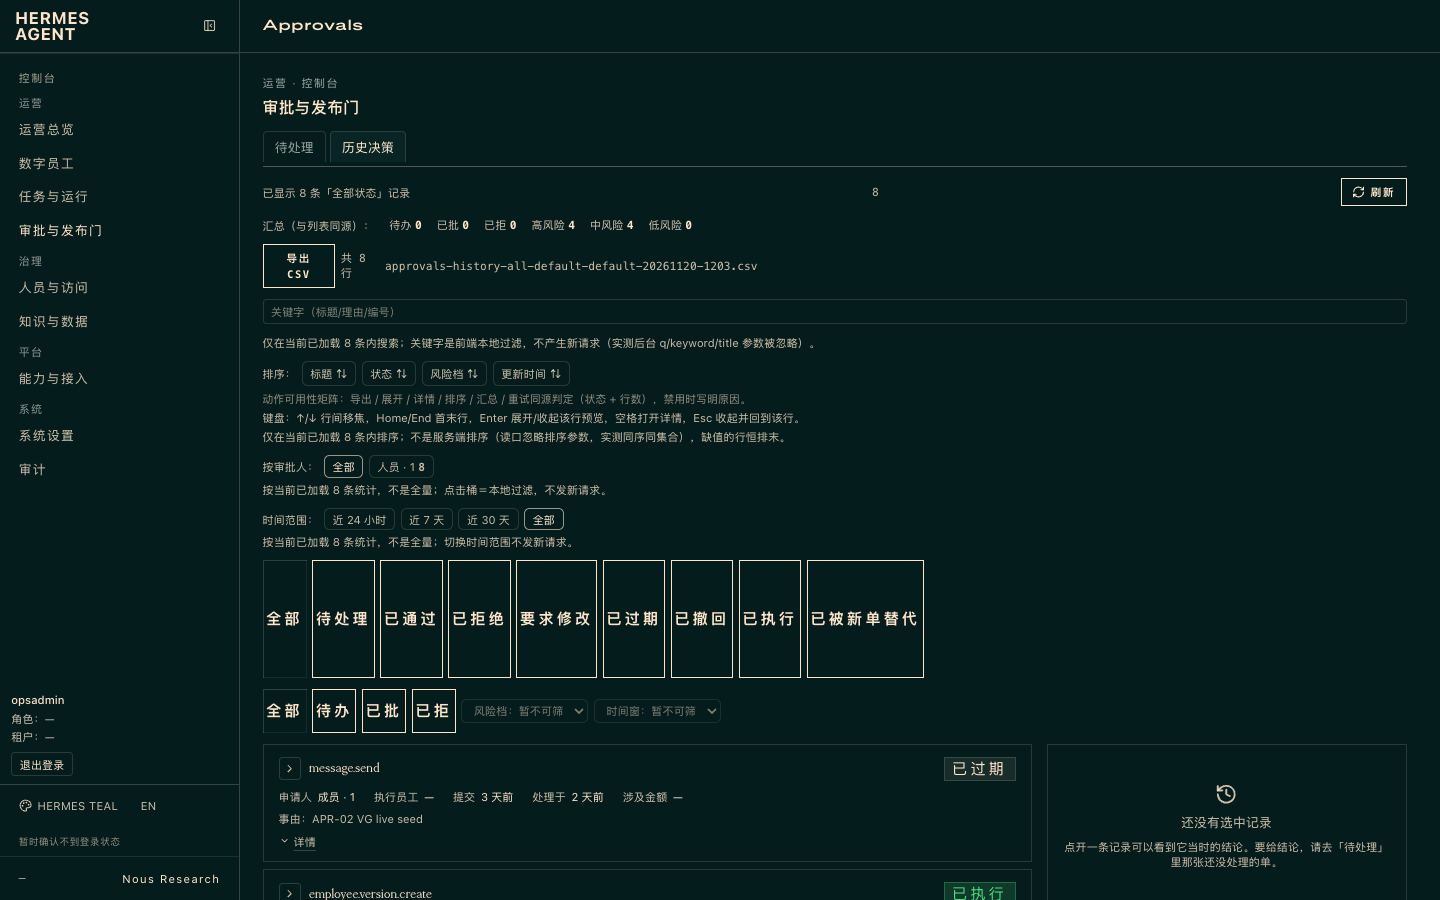 HERMES
AGENT
Approvals
控制台
运营
运营总览
数字员工
任务与运行
审批与发布门
治理
人员与访问
知识与数据
平台
能力与接入
系统
系统设置
审计
opsadmin
角色: —
租户: —
退出登录
HERMES TEAL EN
暂时确认不到登录状态
— Nous Research
运营 · 控制台
审批与发布门
待处理 历史决策
已显示 8 条「全部状态」记录 8 刷新
汇总（与列表同源）: 待办 0 已批 0 已拒 0 高风险 4 中风险 4 低风险 0
导出
CSV
共 8
行
approvals-history-all-default-default-20261120-1203.csv
关键字（标题/理由/编号）
仅在当前已加载 8 条内搜索；关键字是前端本地过滤，不产生新请求（实测后台 q/keyword/title 参数被忽略）。
排序: 标题 ⇅ 状态 ⇅ 风险档 ⇅ 更新时间 ⇅
动作可用性矩阵: 导出 / 展开 / 详情 / 排序 / 汇总 / 重试同源判定（状态 + 行数），禁用时写明原因。
键盘: ↑/↓ 行间移焦，Home/End 首末行，Enter 展开/收起该行预览，空格打开详情，Esc 收起并回到该行。
仅在当前已加载 8 条内排序；不是服务端排序（读口忽略排序参数，实测同序同集合），缺值的行恒排末。
按审批人: 全部 人员 · 1 8
按当前已加载 8 条统计，不是全量；点击桶＝本地过滤，不发新请求。
时间范围: 近 24 小时 近 7 天 近 30 天 全部
按当前已加载 8 条统计，不是全量；切换时间范围不发新请求。
全部 待处理 已通过 已拒绝 要求修改 已过期 已撤回 已执行 已被新单替代
全部 待办 已批 已拒 风险档: 暂不可筛 时间窗: 暂不可筛
message.send 已过期
申请人 成员 · 1 执行员工 — 提交 3 天前 处理于 2 天前 涉及金额 —
事由: APR-02 VG live seed
详情
employee.version.create 已执行
还没有选中记录
点开一条记录可以看到它当时的结论。要给结论，请去「待处理」
里那张还没处理的单。